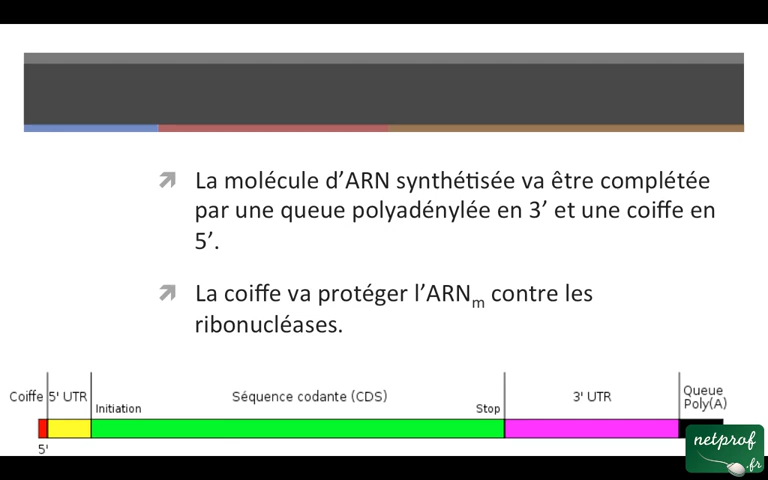 La molécule d’ARN synthétisée va être complétée
par une queue polyadénylée en 3’ et une coiffe en
5’.
La coiffe va protéger l’ARNm contre les
ribonucléases.
Coiffe 5' UTR Séquence codante (CDS) 3' UTR Queue
Poly(A)
Initiation Stop
5'
netprof
.fr